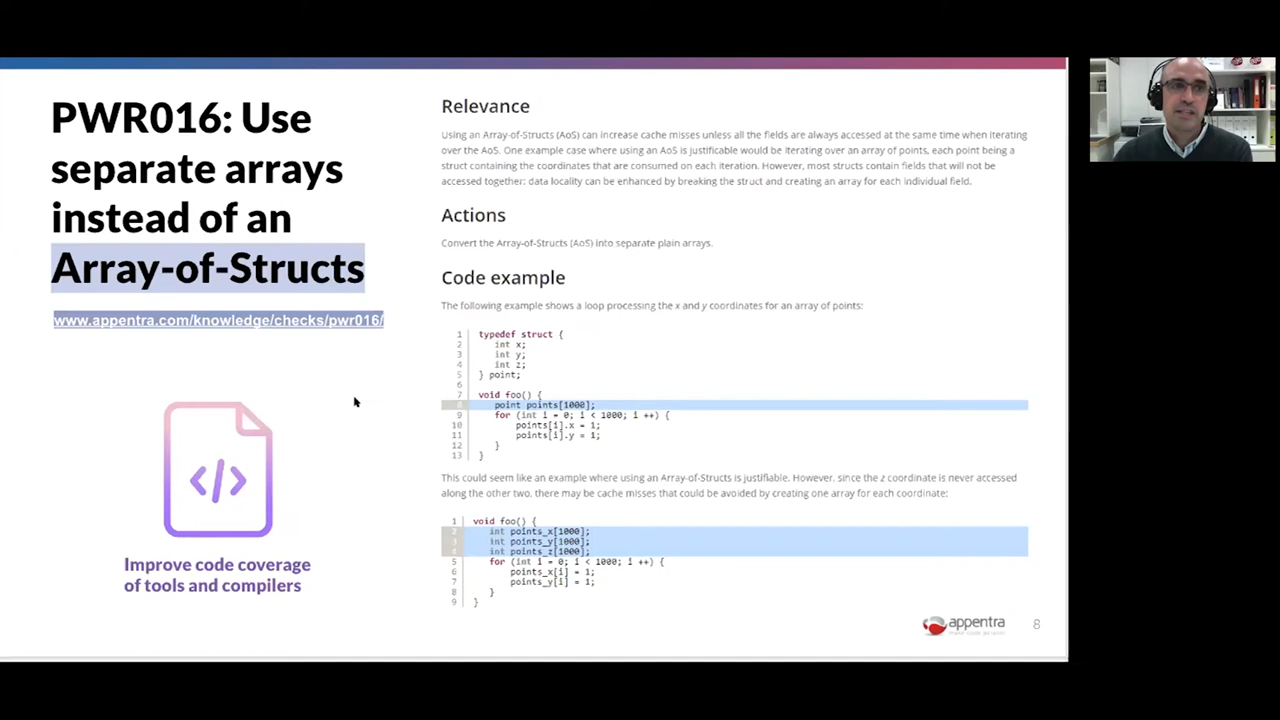 PWR016: Use
separate arrays
instead of an
Array-of-Structs
www.appentra.com/knowledge/checks/pwr016/
Improve code coverage
of tools and compilers
Relevance
Using an Array-of-Structs (AoS) can increase cache misses unless all the fields are always accessed at the same time when iterating
over the AoS. One example case where using an AoS is justifiable would be iterating over an array of points, each point being a
struct containing the coordinates that are consumed on each iteration. However, most structs contain fields that will not be
accessed together: data locality can be enhanced by breaking the struct and creating an array for each individual field.
Actions
Convert the Array-of-Structs (AoS) into separate plain arrays.
Code example
The following example shows a loop processing the x and y coordinates for an array of points:
1 typedef struct {
2 int x;
3 int y;
4 int z;
5 } point;
6
7 void foo() {
8 point points[1000];
9 for (int i = 0; i < 1000; i ++) {
10 points[i].x = 1;
11 points[i].y = 1;
12 }
13 }
This could seem like an example where using an Array-of-Structs is justifiable. However, since the z coordinate is never accessed
along the other two, there may be cache misses that could be avoided by creating one array for each coordinate:
1 void foo() {
2 int points_x[1000];
3 int points_y[1000];
4 int points_z[1000];
5 for (int i = 0; i < 1000; i ++) {
6 points_x[i] = 1;
7 points_y[i] = 1;
8 }
9 }
appentra
8